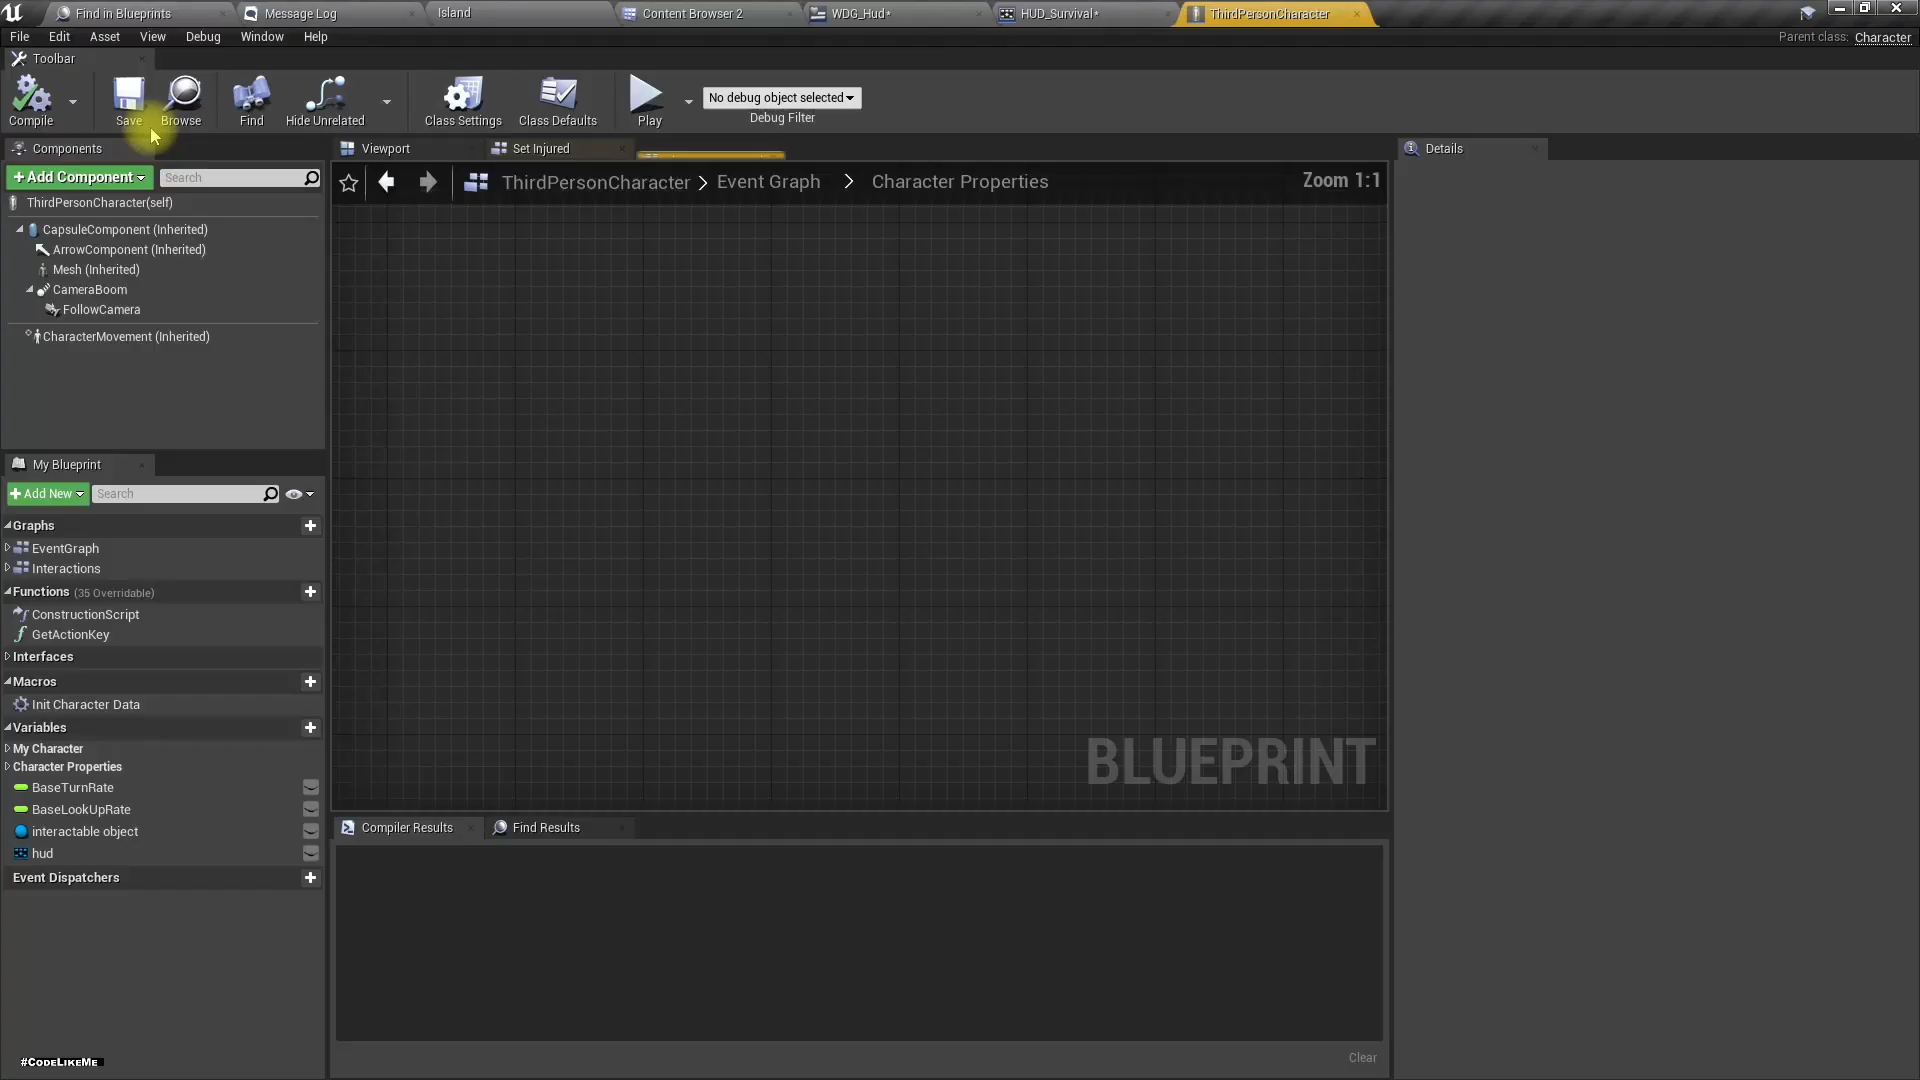 Find in Blueprints
Message Log
Island
Content Browser 2
WDG_Hud*
HUD_Survival*
ThirdPersonCharacter
File
Edit
Asset
View
Debug
Window
Help
Parent class: Character
Toolbar
Compile
Save
Browse
Find
Hide Unrelated
Class Settings
Class Defaults
Play
No debug object selected
Debug Filter
Components
+Add Component
Search
ThirdPersonCharacter(self)
CapsuleComponent (Inherited)
ArrowComponent (Inherited)
Mesh (Inherited)
CameraBoom
FollowCamera
CharacterMovement (Inherited)
My Blueprint
+Add New
Search
Graphs
EventGraph
Interactions
Functions (35 Overridable)
ConstructionScript
GetActionKey
Interfaces
Macros
Init Character Data
Variables
My Character
Character Properties
BaseTurnRate
BaseLookUpRate
interactable object
hud
Event Dispatchers
#CodeLikeMe
Viewport
Set Injured
ThirdPersonCharacter > Event Graph > Character Properties
Zoom 1:1
BLUEPRINT
Compiler Results
Find Results
Clear
Details